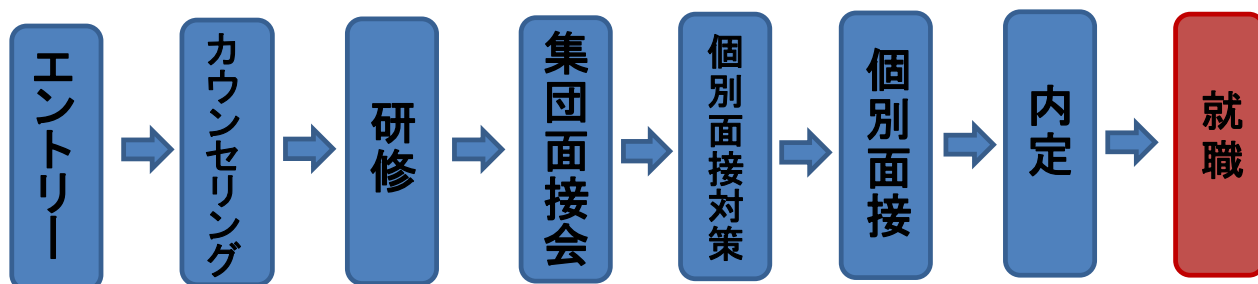 エントリー
カウンセリング
研修
集団面接会
個別面接対策
個別面接
内定
就職